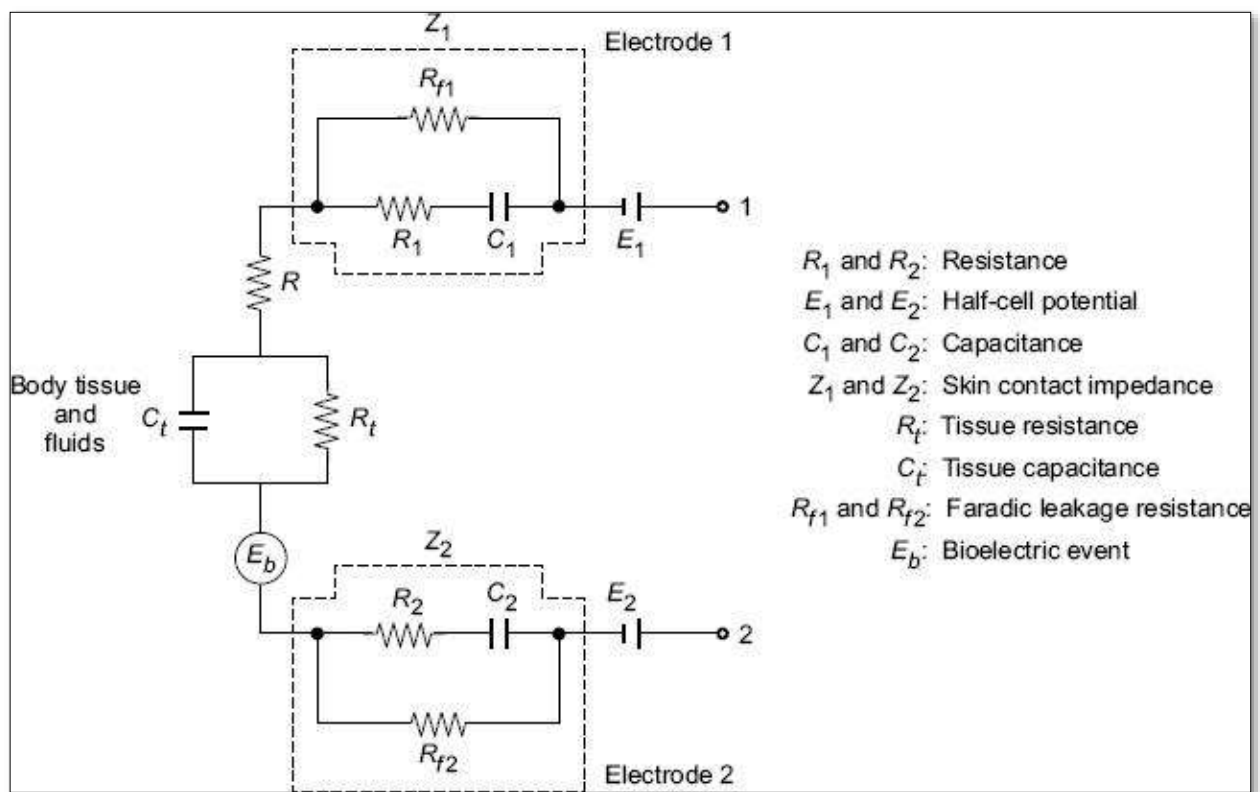 Z1
Electrode 1
Rf1
R1
C1
E1
1
R
Body tissue
and
fluids
Ct
Rt
Eb
Z2
R2
C2
E2
2
Rf2
Electrode 2
R1 and R2: Resistance
E1 and E2: Half-cell potential
C1 and C2: Capacitance
Z1 and Z2: Skin contact impedance
Rt: Tissue resistance
Ct: Tissue capacitance
Rf1 and Rf2: Faradic leakage resistance
Eb: Bioelectric event